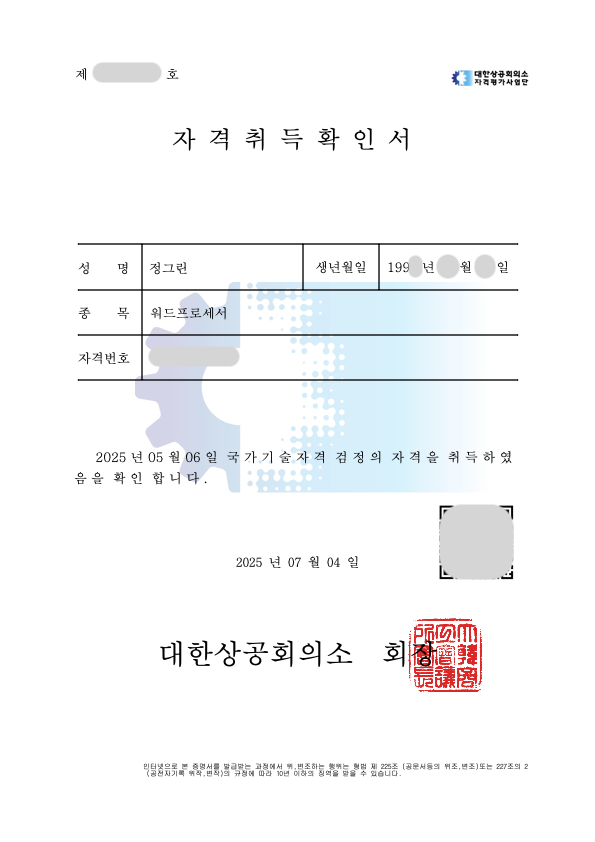 제 호
대한상공회의소
자격평가사업단
자격취득확인서
성 명 정그린 생년월일 199 년 월 일
종 목 워드프로세서
자격번호
2025 년 05 월 06 일 국가기술자격 검정의 자격을 취득하였
음을 확인 합니다.
2025 년 07 월 04 일
대한상공회의소 회장
인터넷으로 본 증명서를 발급받는 과정에서 위,변조하는 행위는 형법 제 225조 (공문서등의 위조,변조)또는 227조의 2
(공전자기록 위작,변작)의 규정에 따라 10년 이하의 징역을 받을 수 있습니다.